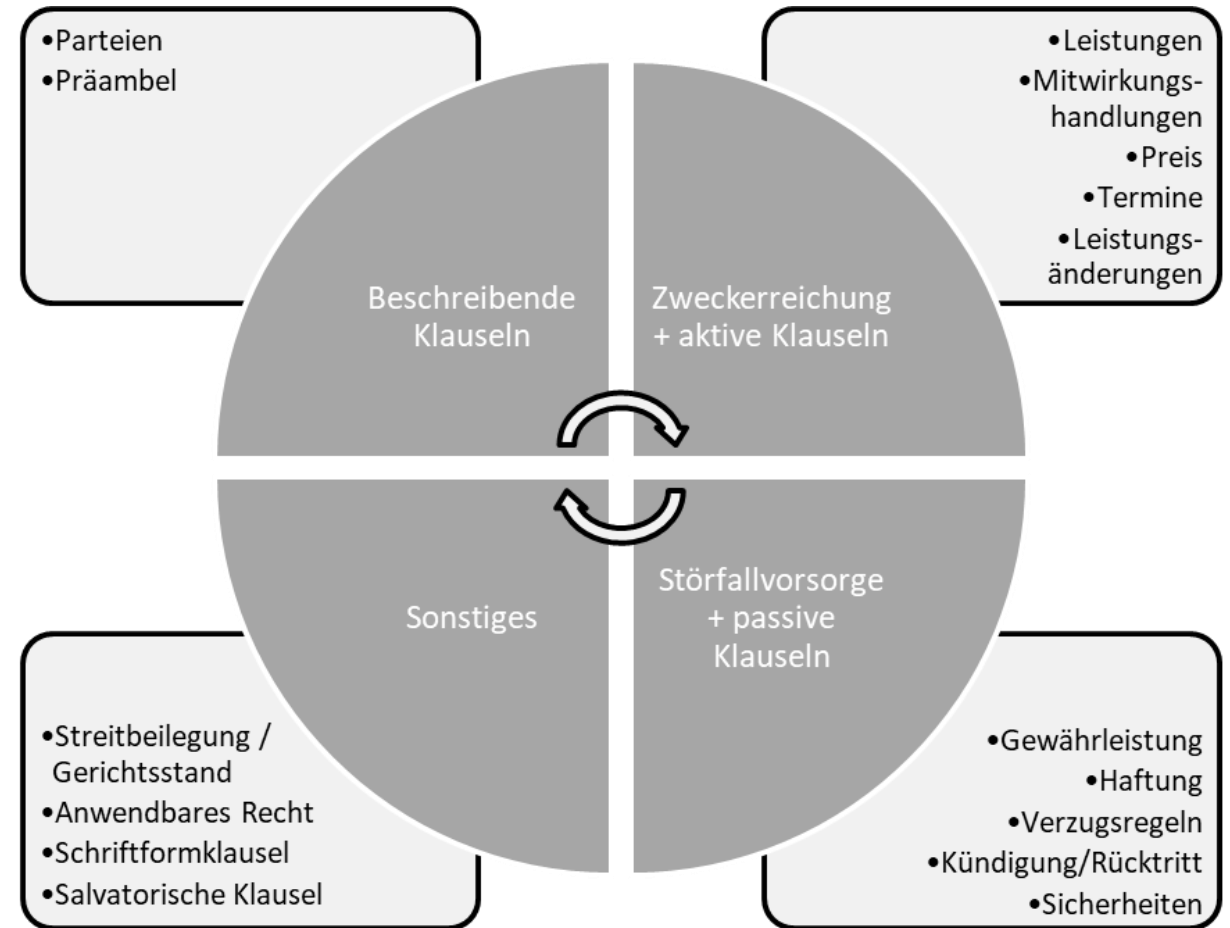 •Parteien
•Präambel
•Leistungen
•Mitwirkungs-
handlungen
•Preis
•Termine
•Leistungs-
änderungen
Beschreibende
Klauseln
Zweckerreichung
+ aktive Klauseln
Sonstiges
Störfallvorsorge
+ passive
Klauseln
•Streitbeilegung /
Gerichtsstand
•Anwendbares Recht
•Schriftformklausel
•Salvatorische Klausel
•Gewährleistung
•Haftung
•Verzugsregeln
•Kündigung/Rücktritt
•Sicherheiten